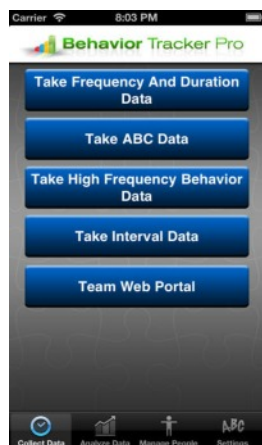 Carrier 8:03 PM
Behavior Tracker Pro
Take Frequency And Duration
Data
Take ABC Data
Take High Frequency Behavior
Data
Take Interval Data
Team Web Portal
ABC
Collect Data Analyze Data Manage People Settings